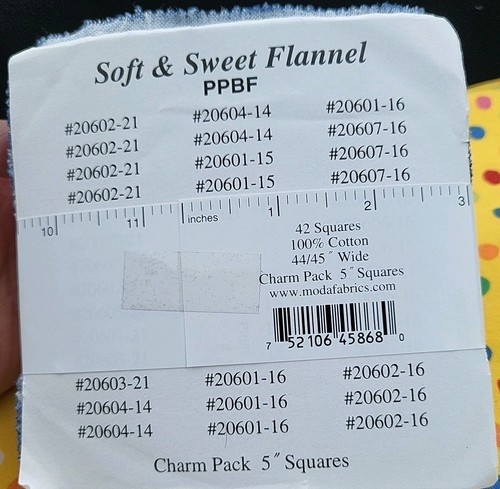 Soft & Sweet Flannel
PPBF
#20602-21 #20604-14 #20601-16
#20602-21 #20604-14 #20607-16
#20602-21 #20601-15 #20607-16
#20602-21 #20601-15 #20607-16
10 11 inches 1 2 3
42 Squares
100% Cotton
44/45″ Wide
Charm Pack 5″ Squares
www.modafabrics.com
7 52106 45868 0
#20603-21 #20601-16 #20602-16
#20604-14 #20601-16 #20602-16
#20604-14 #20601-16 #20602-16
Charm Pack 5″ Squares